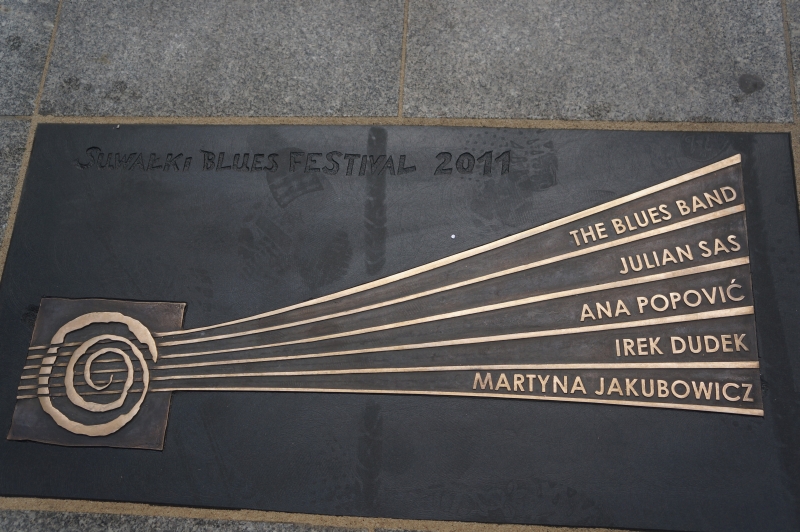 Suwałki Blues Festival 2011
THE BLUES BAND
JULIAN SAS
ANA POPOVIĆ
IREK DUDEK
MARTYNA JAKUBOWICZ